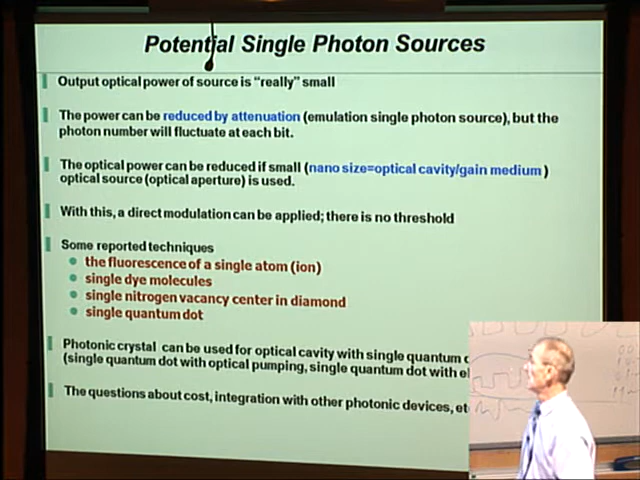 Potential Single Photon Sources
Output optical power of source is "really" small
The power can be reduced by attenuation (emulation single photon source), but the
photon number will fluctuate at each bit.
The optical power can be reduced if small (nano size=optical cavity/gain medium )
optical source (optical aperture) is used.
With this, a direct modulation can be applied; there is no threshold
Some reported techniques
the fluorescence of a single atom (ion)
single dye molecules
single nitrogen vacancy center in diamond
single quantum dot
Photonic crystal can be used for optical cavity with single quantum
(single quantum dot with optical pumping, single quantum dot with
The questions about cost, integration with other photonic devices,